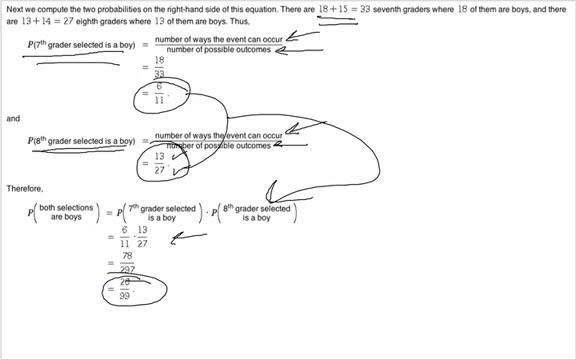 Next we compute the two probabilities on the right-hand side of this equation. There are 18 + 15 = 33 seventh graders where 18 of them are boys, and there
are 13 + 14 = 27 eighth graders where 13 of them are boys. Thus,
P(7th grader selected is a boy) = number of ways the event can occur / number of possible outcomes
= 18/33
= 6/11.
and
P(8th grader selected is a boy) = number of ways the event can occur / number of possible outcomes
= 13/27.
Therefore,
P(both selections are boys) = P(7th grader selected is a boy) · P(8th grader selected is a boy)
= 6/11 · 13/27
= 78/297
= 26/99.